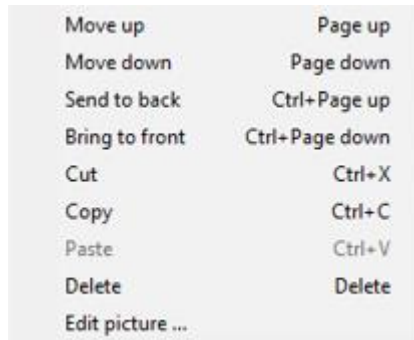 Move up Page up
Move down Page down
Send to back Ctrl+Page up
Bring to front Ctrl+Page down
Cut Ctrl+X
Copy Ctrl+C
Paste Ctrl+V
Delete Delete
Edit picture ...